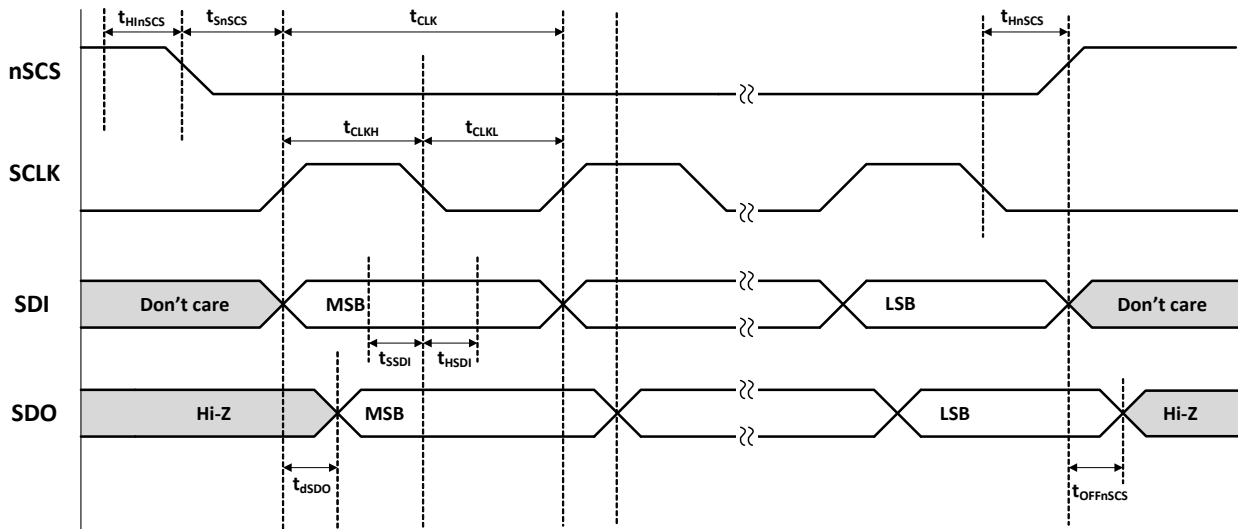 tHInSCS tSnSCS tCLK tHnSCS
nSCS
tCLKH tCLKL
SCLK
SDI Don't care MSB LSB Don't care
tSSDI tHSDI
SDO Hi-Z MSB LSB Hi-Z
tdSDO tOFFnSCS